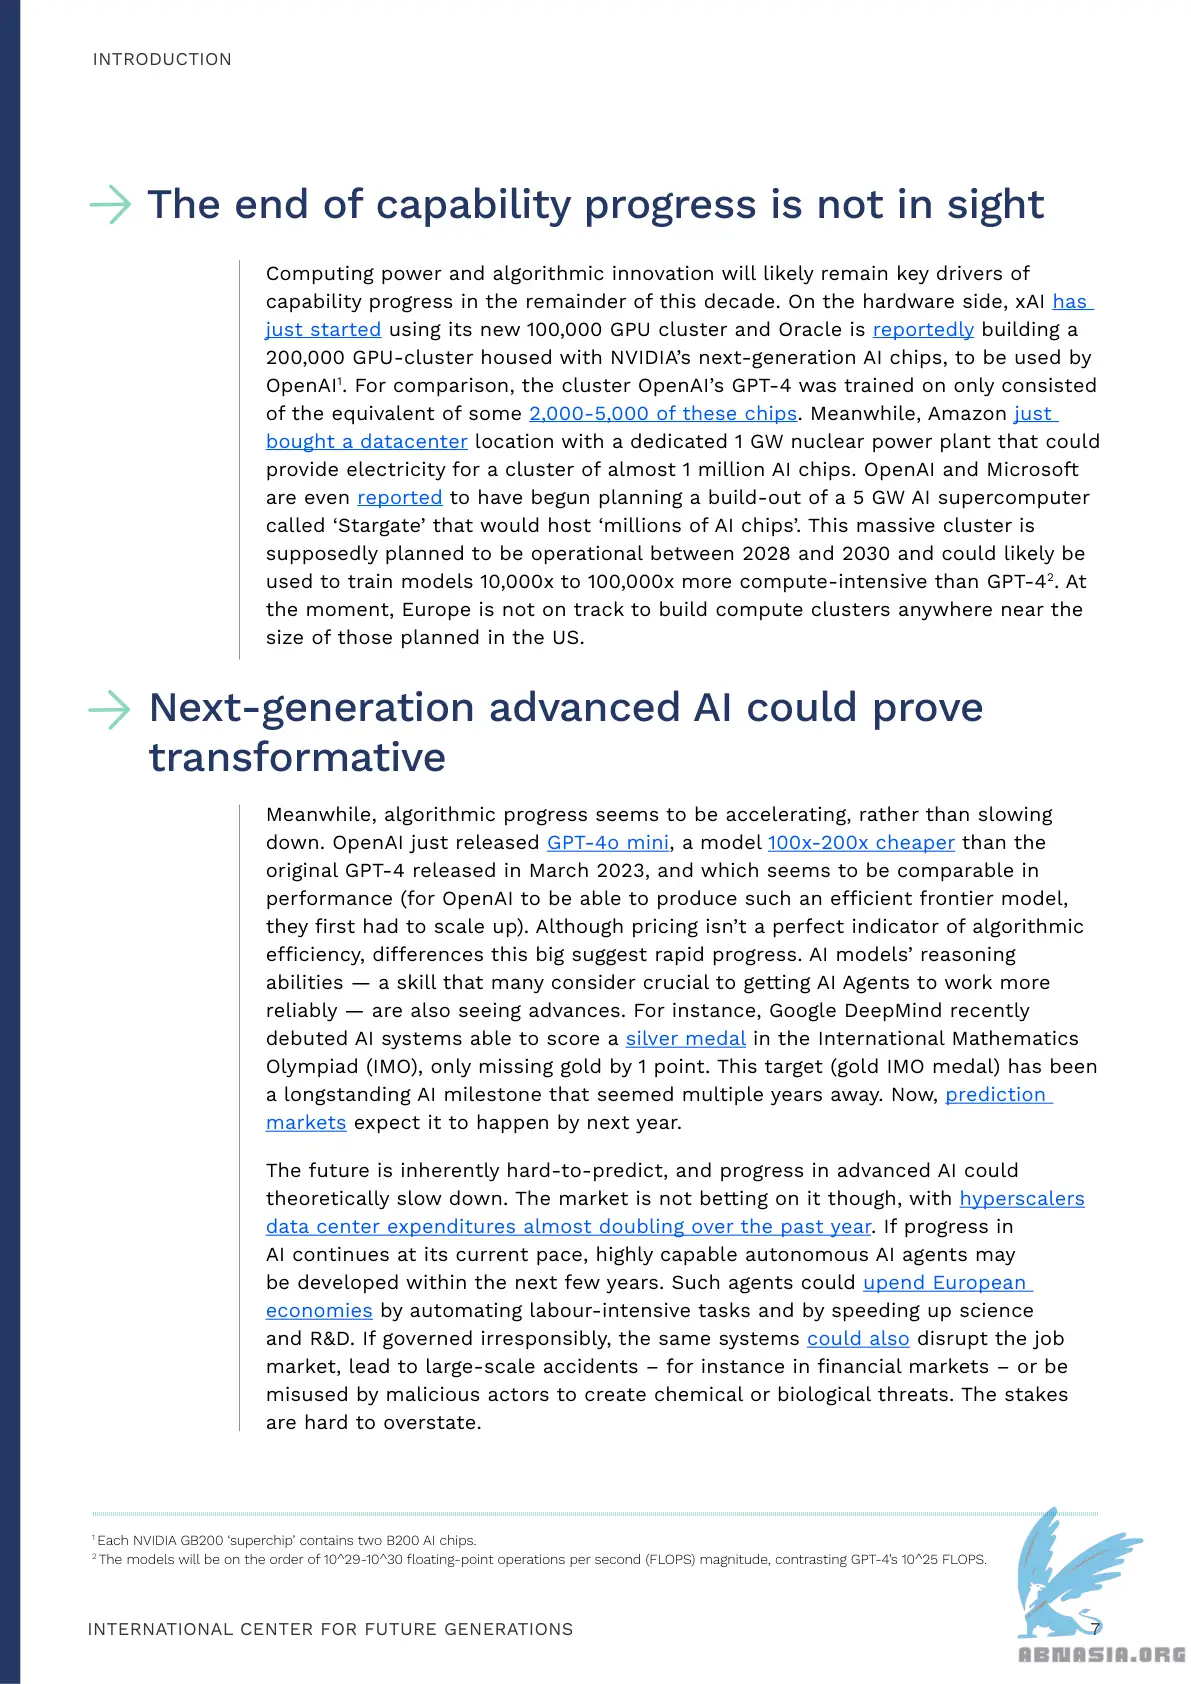 INTRODUCTION
The end of capability progress is not in sight
Computing power and algorithmic innovation will likely remain key drivers of
capability progress in the remainder of this decade. On the hardware side, xAI has
just started using its new 100,000 GPU cluster and Oracle is reportedly building a
200,000 GPU-cluster housed with NVIDIA’s next-generation AI chips, to be used by
OpenAI¹. For comparison, the cluster OpenAI’s GPT-4 was trained on only consisted
of the equivalent of some 2,000-5,000 of these chips. Meanwhile, Amazon just
bought a datacenter location with a dedicated 1 GW nuclear power plant that could
provide electricity for a cluster of almost 1 million AI chips. OpenAI and Microsoft
are even reported to have begun planning a build-out of a 5 GW AI supercomputer
called ‘Stargate’ that would host ‘millions of AI chips’. This massive cluster is
supposedly planned to be operational between 2028 and 2030 and could likely be
used to train models 10,000x to 100,000x more compute-intensive than GPT-4². At
the moment, Europe is not on track to build compute clusters anywhere near the
size of those planned in the US.
Next-generation advanced AI could prove
transformative
Meanwhile, algorithmic progress seems to be accelerating, rather than slowing
down. OpenAI just released GPT-4o mini, a model 100x-200x cheaper than the
original GPT-4 released in March 2023, and which seems to be comparable in
performance (for OpenAI to be able to produce such an efficient frontier model,
they first had to scale up). Although pricing isn’t a perfect indicator of algorithmic
efficiency, differences this big suggest rapid progress. AI models’ reasoning
abilities — a skill that many consider crucial to getting AI Agents to work more
reliably — are also seeing advances. For instance, Google DeepMind recently
debuted AI systems able to score a silver medal in the International Mathematics
Olympiad (IMO), only missing gold by 1 point. This target (gold IMO medal) has been
a longstanding AI milestone that seemed multiple years away. Now, prediction
markets expect it to happen by next year.
The future is inherently hard-to-predict, and progress in advanced AI could
theoretically slow down. The market is not betting on it though, with hyperscalers
data center expenditures almost doubling over the past year. If progress in
AI continues at its current pace, highly capable autonomous AI agents may
be developed within the next few years. Such agents could upend European
economies by automating labour-intensive tasks and by speeding up science
and R&D. If governed irresponsibly, the same systems could also disrupt the job
market, lead to large-scale accidents – for instance in financial markets – or be
misused by malicious actors to create chemical or biological threats. The stakes
are hard to overstate.
¹ Each NVIDIA GB200 ‘superchip’ contains two B200 AI chips.
² The models will be on the order of 10^29-10^30 floating-point operations per second (FLOPS) magnitude, contrasting GPT-4’s 10^25 FLOPS.
INTERNATIONAL CENTER FOR FUTURE GENERATIONS
7
ABNASIA.ORG